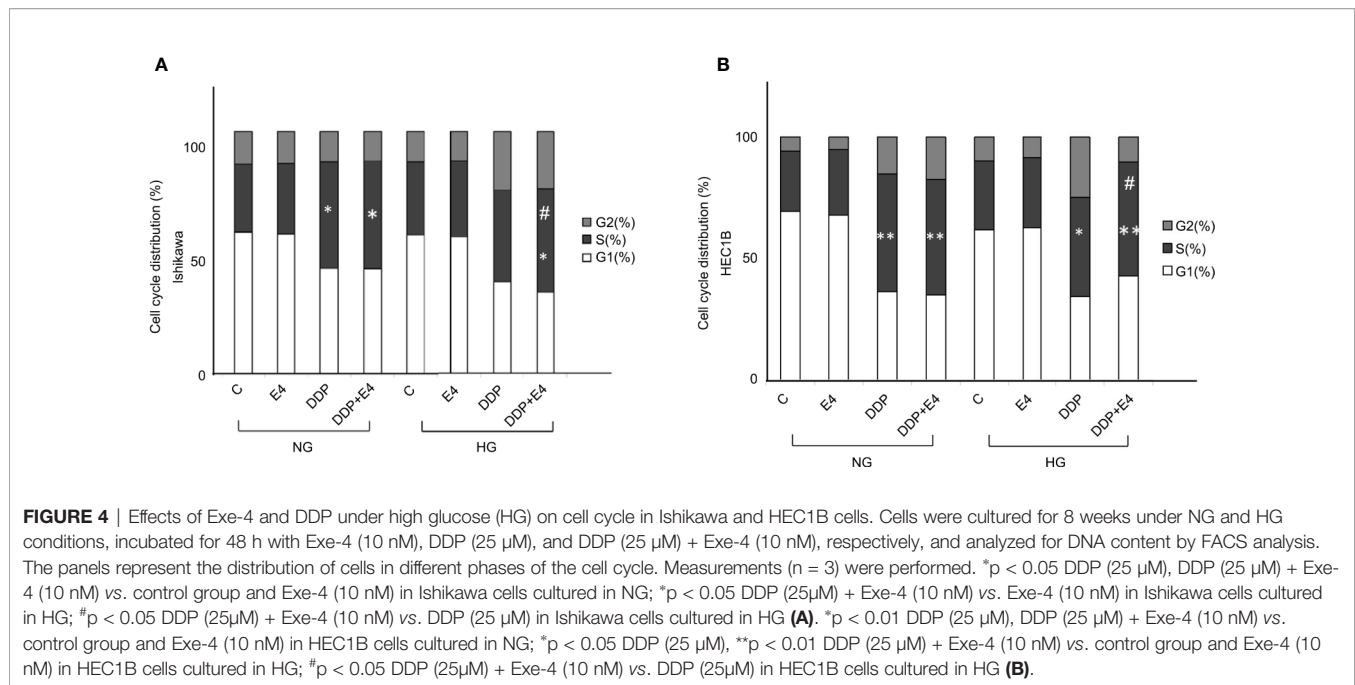 A
B
100
50
0
Cell cycle distribution (%)
Ishikawa
* * # *
G2(%)
S(%)
G1(%)
C E4 DDP DDP+E4 C E4 DDP DDP+E4
NG HG
100
50
0
Cell cycle distribution (%)
HEC1B
** ** * # **
G2(%)
S(%)
G1(%)
C E4 DDP DDP+E4 C E4 DDP DDP+E4
NG HG
FIGURE 4 | Effects of Exe-4 and DDP under high glucose (HG) on cell cycle in Ishikawa and HEC1B cells. Cells were cultured for 8 weeks under NG and HG
conditions, incubated for 48 h with Exe-4 (10 nM), DDP (25 µM), and DDP (25 µM) + Exe-4 (10 nM), respectively, and analyzed for DNA content by FACS analysis.
The panels represent the distribution of cells in different phases of the cell cycle. Measurements (n = 3) were performed. *p < 0.05 DDP (25 µM), DDP (25 µM) + Exe-
4 (10 nM) vs. control group and Exe-4 (10 nM) in Ishikawa cells cultured in NG; *p < 0.05 DDP (25µM) + Exe-4 (10 nM) vs. Exe-4 (10 nM) in Ishikawa cells cultured
in HG; #p < 0.05 DDP (25µM) + Exe-4 (10 nM) vs. DDP (25 µM) in Ishikawa cells cultured in HG (A). *p < 0.01 DDP (25 µM), DDP (25 µM) + Exe-4 (10 nM) vs.
control group and Exe-4 (10 nM) in HEC1B cells cultured in NG; *p < 0.05 DDP (25 µM), **p < 0.01 DDP (25 µM) + Exe-4 (10 nM) vs. control group and Exe-4 (10
nM) in HEC1B cells cultured in HG; #p < 0.05 DDP (25µM) + Exe-4 (10 nM) vs. DDP (25µM) in HEC1B cells cultured in HG (B).